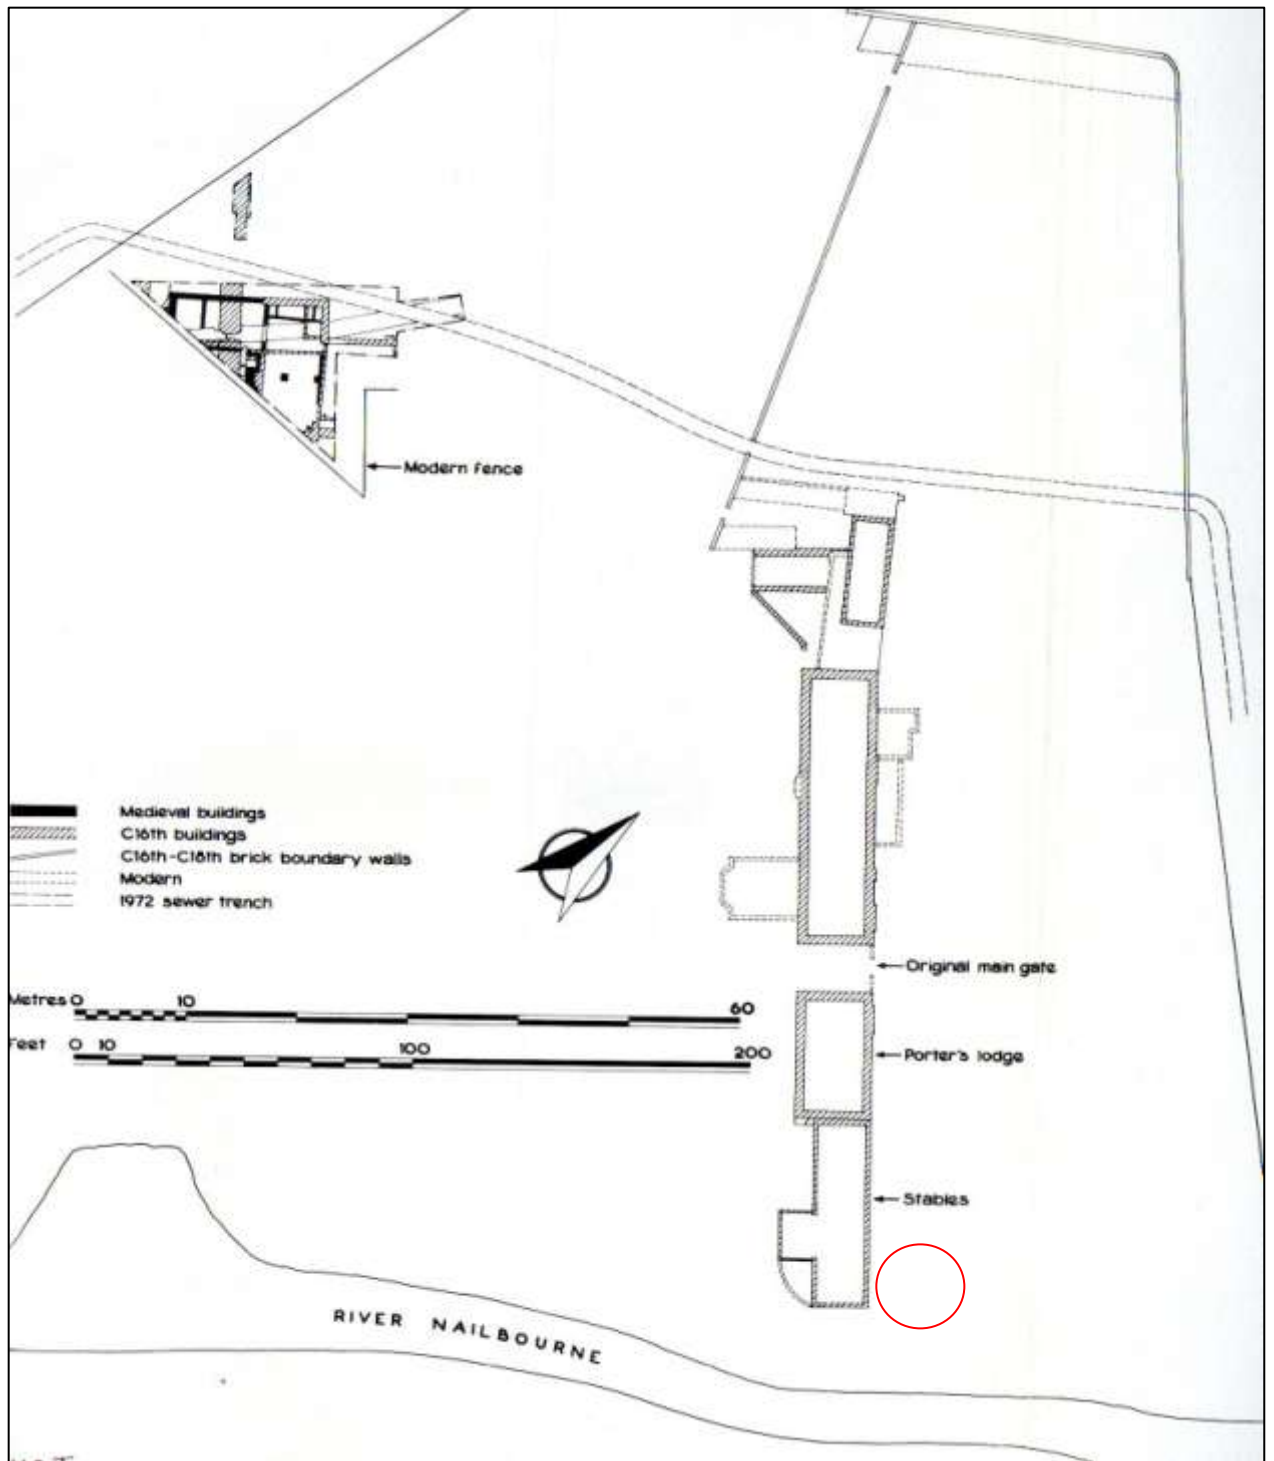 Modern fence
Medieval buildings
C16th buildings
C16th-C18th brick boundary walls
Modern
1972 sewer trench
Original main gate
Metres 0 10 60
Feet 0 10 100 200
Porter's lodge
Stables
RIVER NAILBOURNE